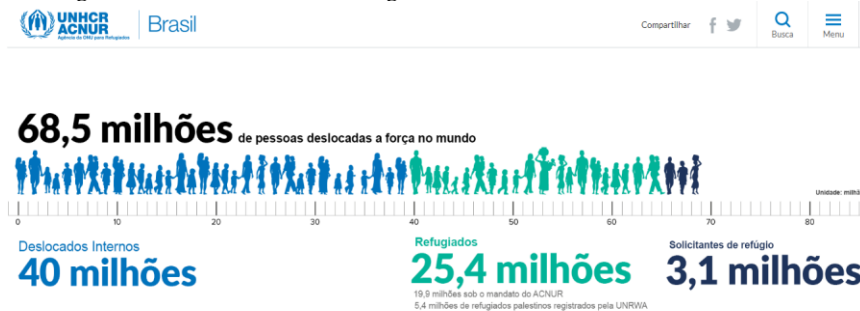 UNHCR
ACNUR
Agência da ONU para Refugiados
Brasil
Compartilhar
Busca
Menu
68,5 milhões de pessoas deslocadas a força no mundo
Unidade: milhõ
0 10 20 30 40 50 60 70 80
Deslocados Internos
40 milhões
Refugiados
25,4 milhões
19,9 milhões sob o mandato do ACNUR
5,4 milhões de refugiados palestinos registrados pela UNRWA
Solicitantes de refúgio
3,1 milhões